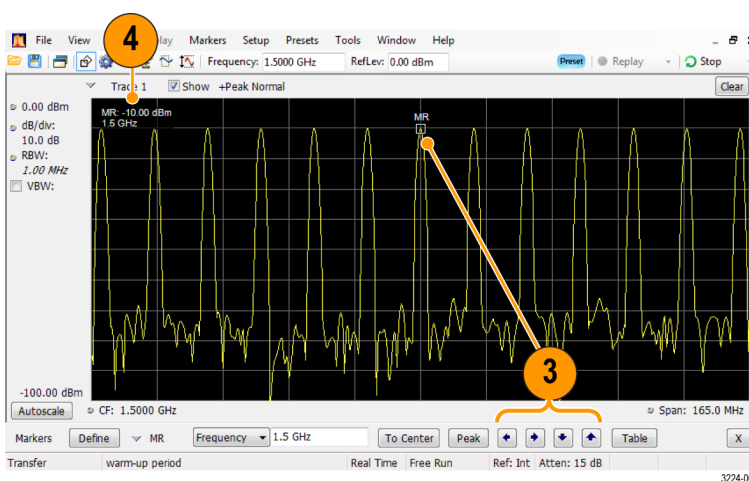 File View 4 lay Markers Setup Presets Tools Window Help
Frequency: 1.5000 GHz RefLev: 0.00 dBm Preset Replay Stop
Trace 1 Show +Peak Normal Clear
0.00 dBm
dB/div:
10.0 dB
RBW:
1.00 MHz
VBW:
MR: -10.00 dBm
1.5 GHz
MR
3
-100.00 dBm
Autoscale CF: 1.5000 GHz Span: 165.0 MHz
Markers Define MR Frequency 1.5 GHz To Center Peak Table X
Transfer warm-up period Real Time Free Run Ref: Int Atten: 15 dB
3224-0